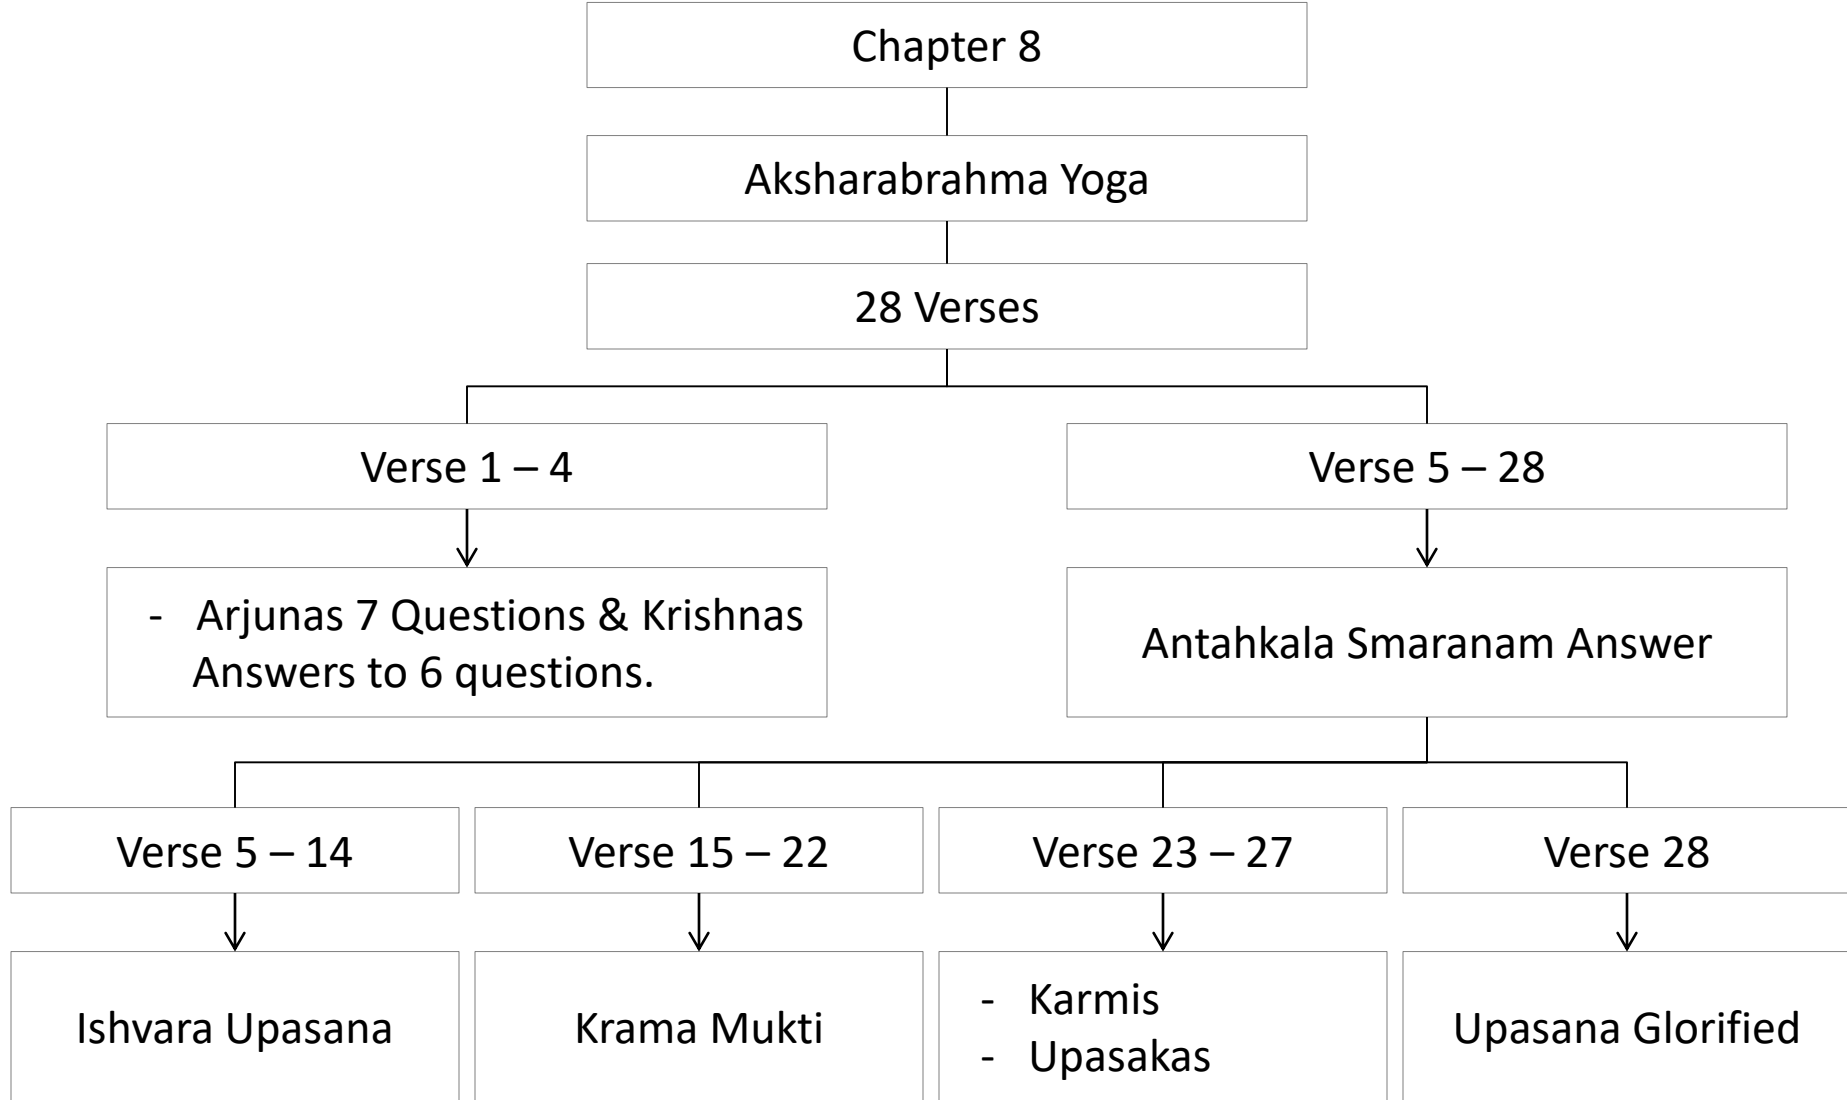 Chapter 8
Aksharabrahma Yoga
28 Verses
Verse 1 – 4
Verse 5 – 28
- Arjunas 7 Questions & Krishnas
Answers to 6 questions.
Antahkala Smaranam Answer
Verse 5 – 14
Verse 15 – 22
Verse 23 – 27
Verse 28
Ishvara Upasana
Krama Mukti
- Karmis
- Upasakas
Upasana Glorified